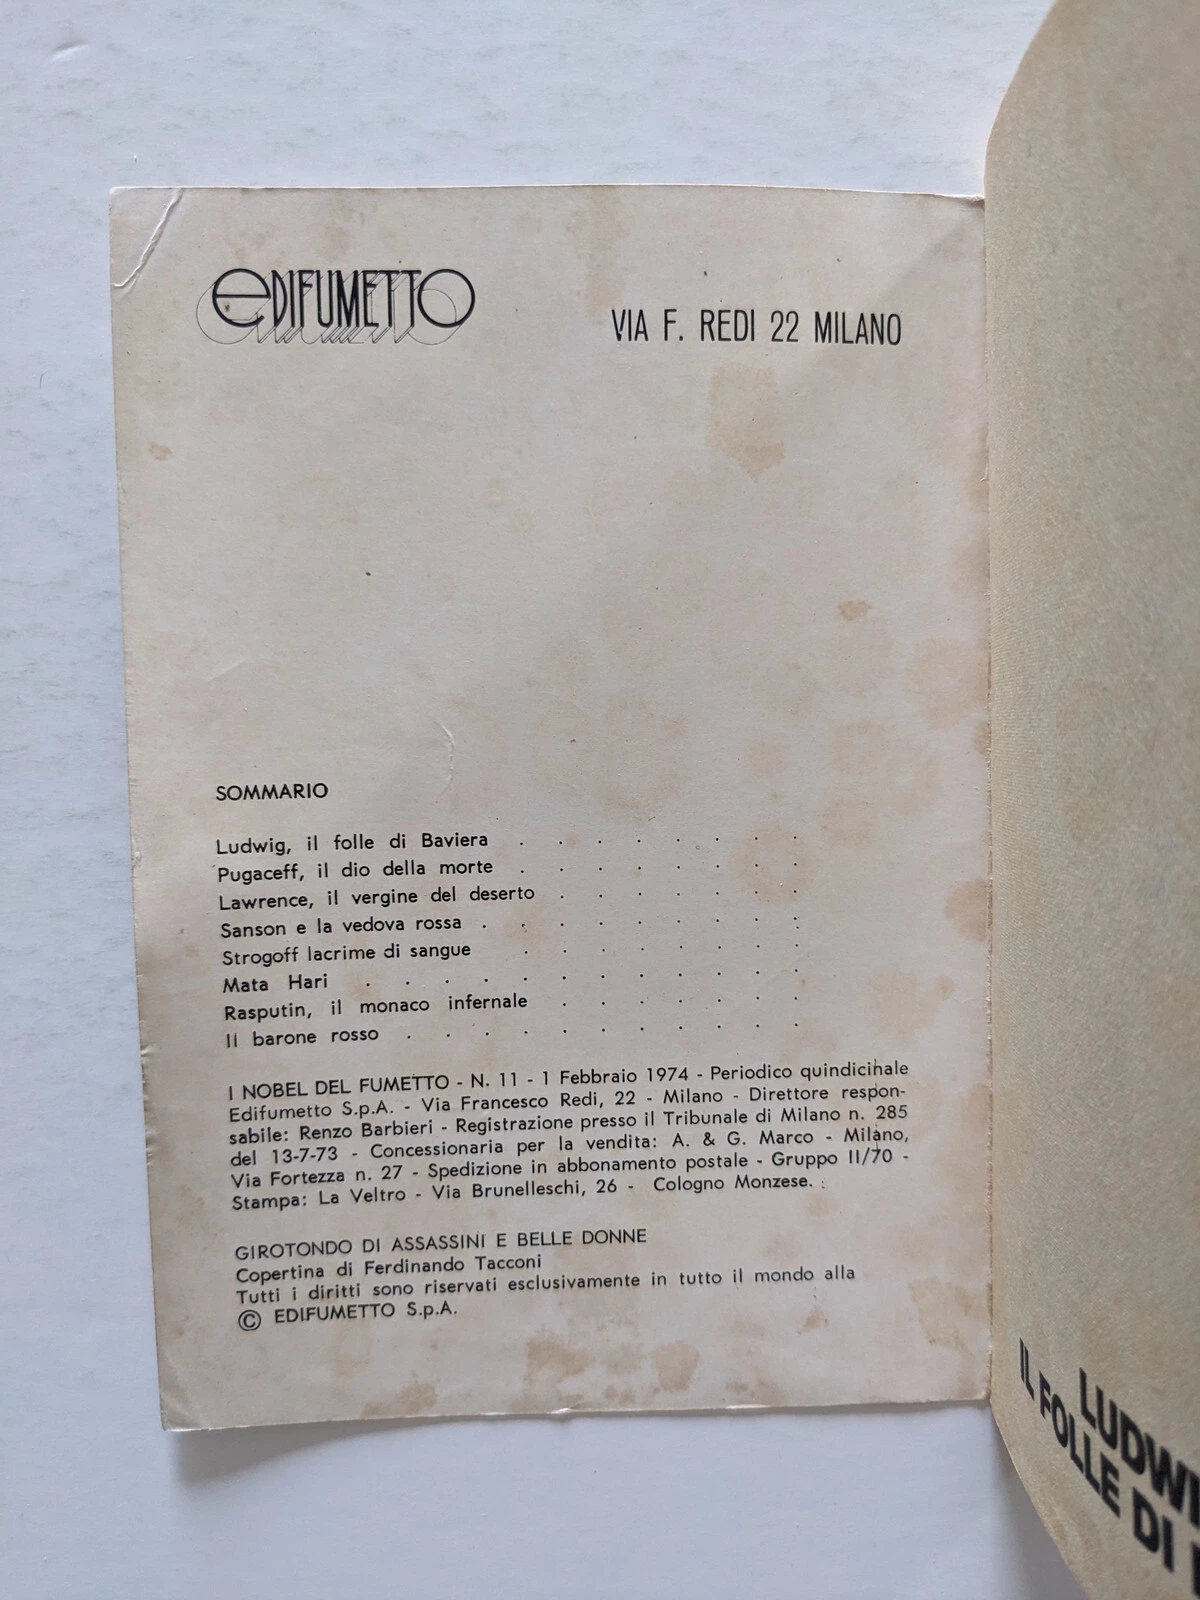 eDIFUMETTO
VIA F. REDI 22 MILANO
SOMMARIO
Ludwig, il folle di Baviera . . . . . . . .
Pugaceff, il dio della morte . . . . . . . .
Lawrence, il vergine del deserto . . . . . . .
Sanson e la vedova rossa . . . . . . . . .
Strogoff lacrime di sangue . . . . . . . .
Mata Hari . . . . . . . . . . . .
Rasputin, il monaco infernale . . . . . . .
Il barone rosso . . . . . . . . . . .
I NOBEL DEL FUMETTO - N. 11 - 1 Febbraio 1974 - Periodico quindicinale
Edifumetto S.p.A. - Via Francesco Redi, 22 - Milano - Direttore respon-
sabile: Renzo Barbieri - Registrazione presso il Tribunale di Milano n. 285
del 13-7-73 - Concessionaria per la vendita: A. & G. Marco - Milano,
Via Fortezza n. 27 - Spedizione in abbonamento postale - Gruppo II/70 -
Stampa: La Veltro - Via Brunelleschi, 26 - Cologno Monzese.
GIROTONDO DI ASSASSINI E BELLE DONNE
Copertina di Ferdinando Tacconi
Tutti i diritti sono riservati esclusivamente in tutto il mondo alla
© EDIFUMETTO S.p.A.
LUDWI
IL FOLLE DI